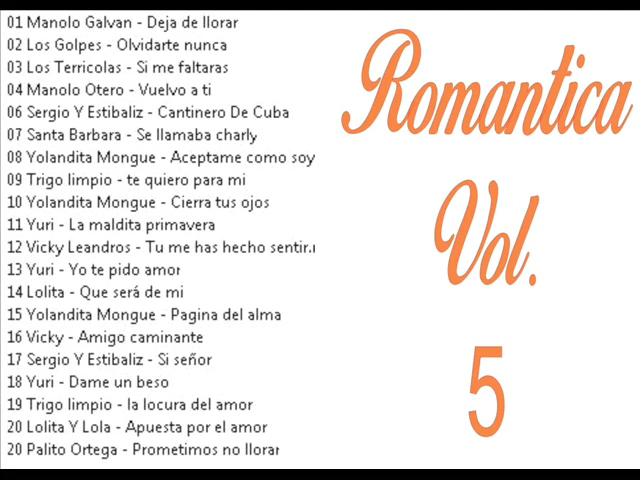 01 Manolo Galvan - Deja de llorar
02 Los Golpes - Olvidarte nunca
03 Los Terricolas - Si me faltaras
04 Manolo Otero - Vuelvo a ti
06 Sergio Y Estibaliz - Cantinero De Cuba
07 Santa Barbara - Se llamaba charly
08 Yolandita Mongue - Aceptame como soy
09 Trigo limpio - te quiero para mi
10 Yolandita Mongue - Cierra tus ojos
11 Yuri - La maldita primavera
12 Vicky Leandros - Tu me has hecho sentir.
13 Yuri - Yo te pido amor
14 Lolita - Que será de mi
15 Yolandita Mongue - Pagina del alma
16 Vicky - Amigo caminante
17 Sergio Y Estibaliz - Si señor
18 Yuri - Dame un beso
19 Trigo limpio - la locura del amor
20 Lolita Y Lola - Apuesta por el amor
20 Palito Ortega - Prometimos no llorar
Romantica
Vol.
5